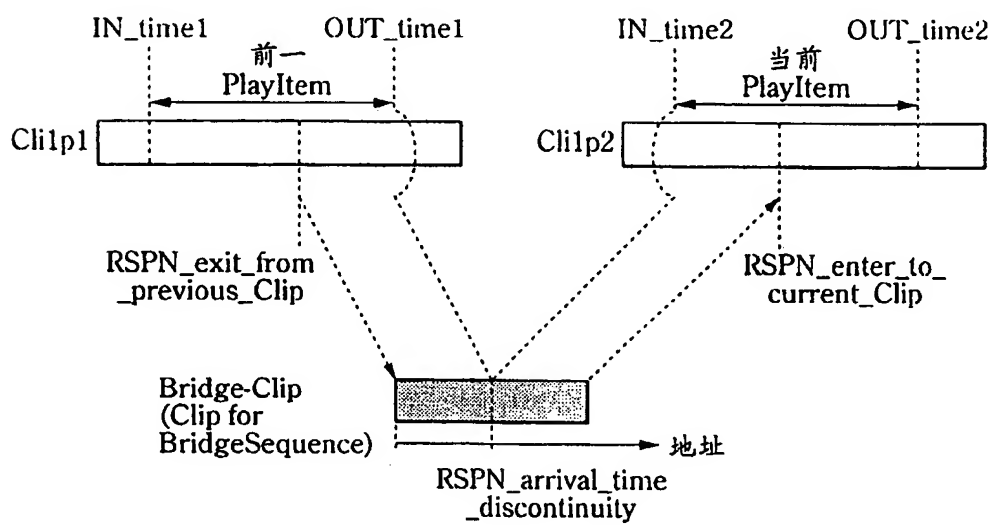 IN_time1
OUT_time1
IN_time2
OUT_time2
前一
PlayItem
当前
PlayItem
Cli1p1
Cli1p2
RSPN_exit_from
_previous_Clip
RSPN_enter_to_
current_Clip
Bridge-Clip
(Clip for
BridgeSequence)
地址
RSPN_arrival_time
_discontinuity